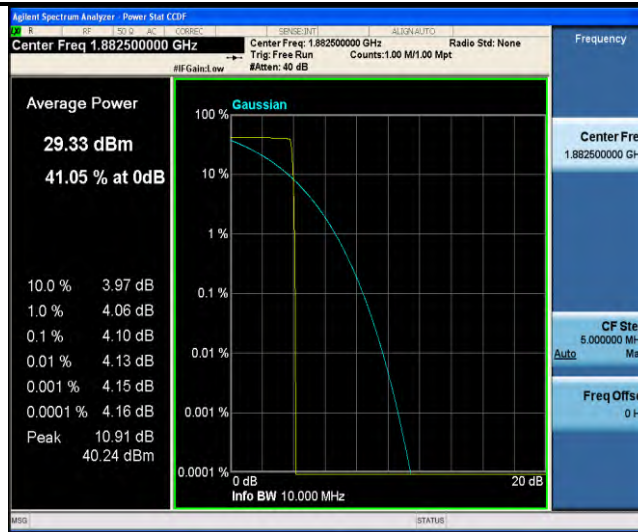 Agilent Spectrum Analyzer - Power Stat CCDF
R RF 50 Ω AC CORREC SENSE:INT ALIGN AUTO
Center Freq 1.882500000 GHz
Center Freq: 1.882500000 GHz Radio Std: None
Trig: Free Run Counts:1.00 M/1.00 Mpt
#IFGain:Low #Atten: 40 dB
Frequency
Average Power
29.33 dBm
41.05 % at 0dB
10.0 % 3.97 dB
1.0 % 4.06 dB
0.1 % 4.10 dB
0.01 % 4.13 dB
0.001 % 4.15 dB
0.0001 % 4.16 dB
Peak 10.91 dB
40.24 dBm
Gaussian
100 %
10 %
1 %
0.1 %
0.01 %
0.001 %
0.0001 %
0 dB 20 dB
Info BW 10.000 MHz
Center Fre
1.882500000 GH
CF Ste
5.000000 MH
Auto Ma
Freq Offse
0 H
MSG STATUS